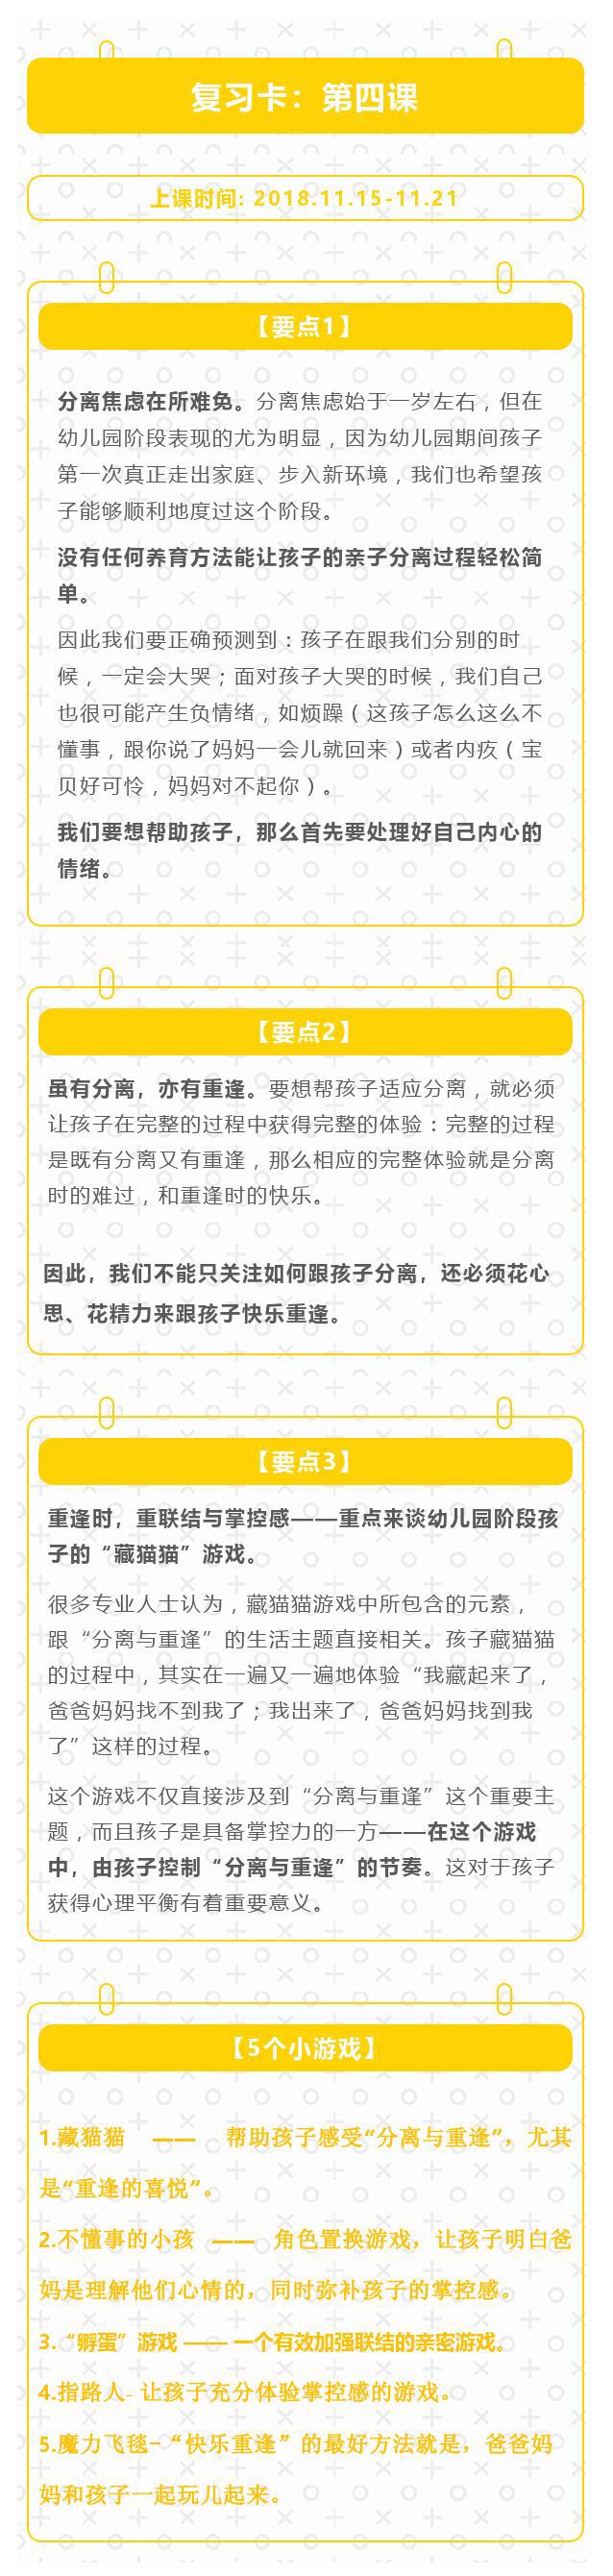 复习卡：第四课
上课时间: 2018.11.15-11.21
【要点1】
分离焦虑在所难免。分离焦虑始于一岁左右，但在
幼儿园阶段表现的尤为明显，因为幼儿园期间孩子
第一次真正走出家庭、步入新环境，我们也希望孩
子能够顺利地度过这个阶段。
没有任何养育方法能让孩子的亲子分离过程轻松简
单。
因此我们要正确预测到：孩子在跟我们分别的时
候，一定会大哭；面对孩子大哭的时候，我们自己
也很可能产生负情绪，如烦躁（这孩子怎么这么不
懂事，跟你说了妈妈一会儿就回来）或者内疚（宝
贝好可怜，妈妈对不起你）。
我们要想帮助孩子，那么首先要处理好自己内心的
情绪。
【要点2】
虽有分离，亦有重逢。要想帮孩子适应分离，就必须
让孩子在完整的过程中获得完整的体验：完整的过程
是既有分离又有重逢，那么相应的完整体验就是分离
时的难过，和重逢时的快乐。
因此，我们不能只关注如何跟孩子分离，还必须花心
思、花精力来跟孩子快乐重逢。
【要点3】
重逢时，重联结与掌控感——重点来谈幼儿园阶段孩
子的“藏猫猫”游戏。
很多专业人士认为，藏猫猫游戏中所包含的元素，
跟“分离与重逢”的生活主题直接相关。孩子藏猫猫
的过程中，其实在一遍又一遍地体验“我藏起来了，
爸爸妈妈找不到我了；我出来了，爸爸妈妈找到我
了”这样的过程。
这个游戏不仅直接涉及到“分离与重逢”这个重要主
题，而且孩子是具备掌控力的一方——在这个游戏
中，由孩子控制“分离与重逢”的节奏。这对于孩子
获得心理平衡有着重要意义。
【5个小游戏】
1.藏猫猫 —— 帮助孩子感受“分离与重逢”，尤其
是“重逢的喜悦”。
2.不懂事的小孩 —— 角色置换游戏，让孩子明白爸
妈是理解他们心情的，同时弥补孩子的掌控感。
3.“孵蛋”游戏 —— 一个有效加强联结的亲密游戏。
4.指路人- 让孩子充分体验掌控感的游戏。
5.魔力飞毯-“快乐重逢”的最好方法就是，爸爸妈
妈和孩子一起玩儿起来。